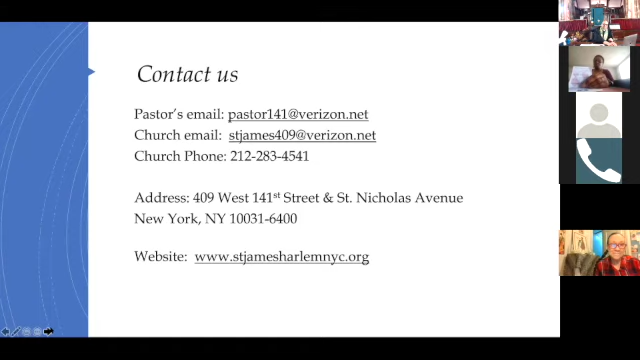 Contact us
Pastor's email: pastor141@verizon.net
Church email: stjames409@verizon.net
Church Phone: 212-283-4541
Address: 409 West 141st Street & St. Nicholas Avenue
New York, NY 10031-6400
Website: www.stjamesharlemnyc.org